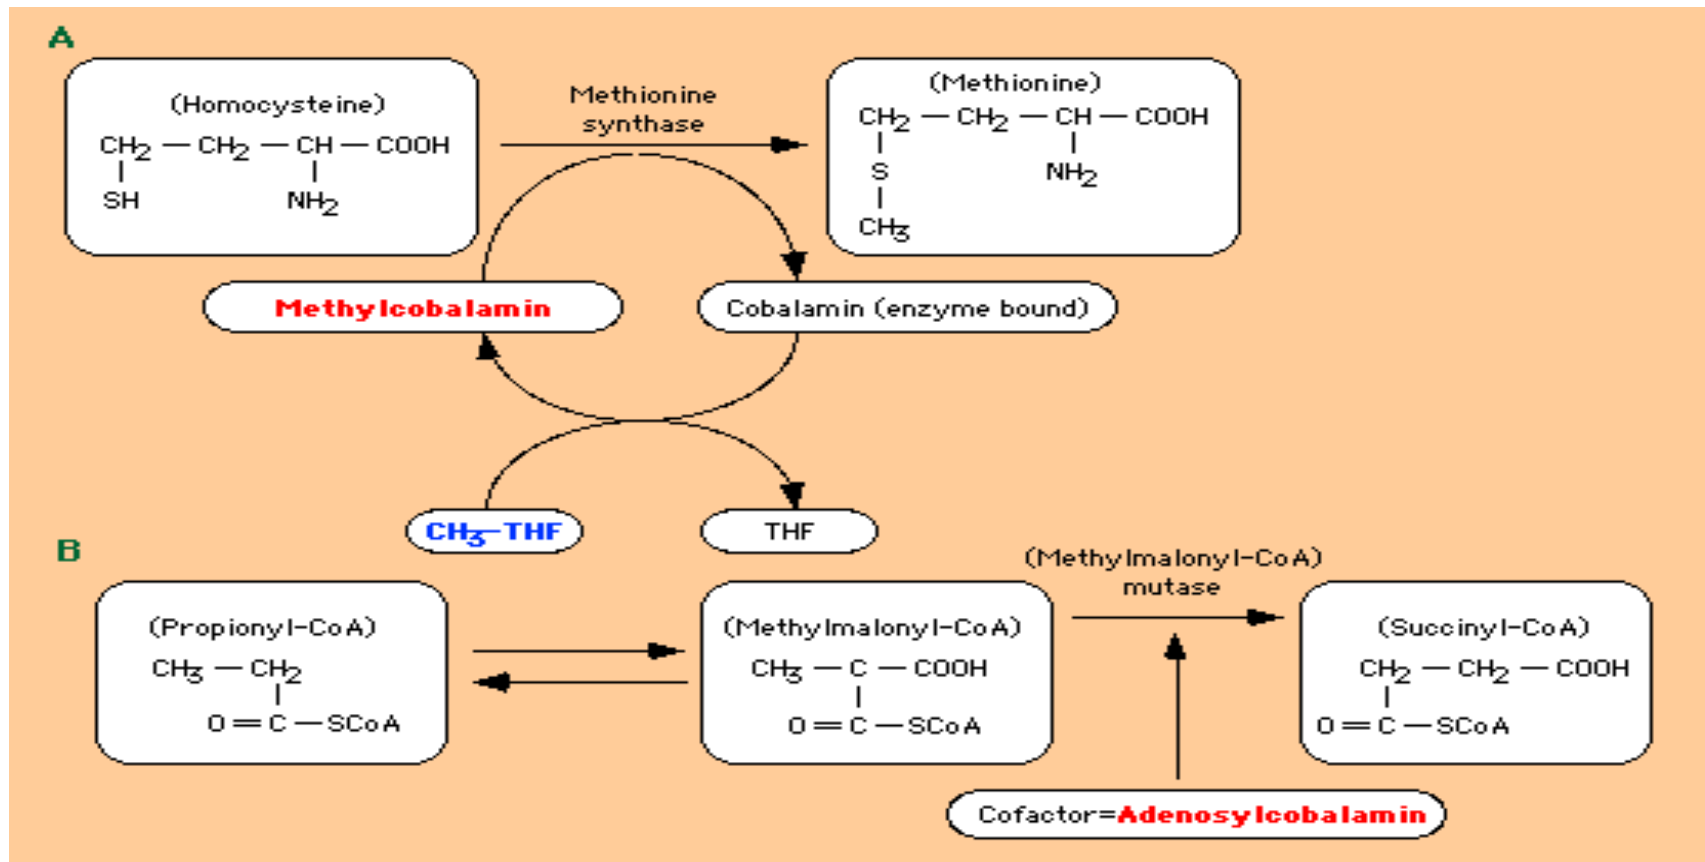 A
(Homocysteine)
CH2 — CH2 — CH — COOH
SH NH2
Methionine
synthase
(Methionine)
CH2 — CH2 — CH — COOH
S NH2
CH3
Methylcobalamin
Cobalamin (enzyme bound)
CH3-THF
THF
B
(Propionyl-CoA)
CH3 — CH2
O=C—SCoA
(Methylmalonyl-CoA)
CH3 — C — COOH
O=C—SCoA
(Methylmalonyl-CoA)
mutase
(Succinyl-CoA)
CH2 — CH2 — COOH
O=C—SCoA
Cofactor=Adenosylcobalamin